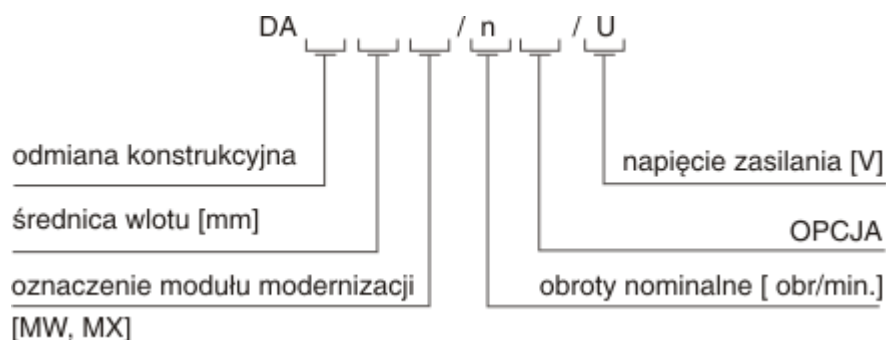 DA / n / U
odmiana konstrukcyjna
napięcie zasilania [V]
średnica wlotu [mm]
OPCJA
oznaczenie modułu modernizacji
obroty nominalne [ obr/min.]
[MW, MX]